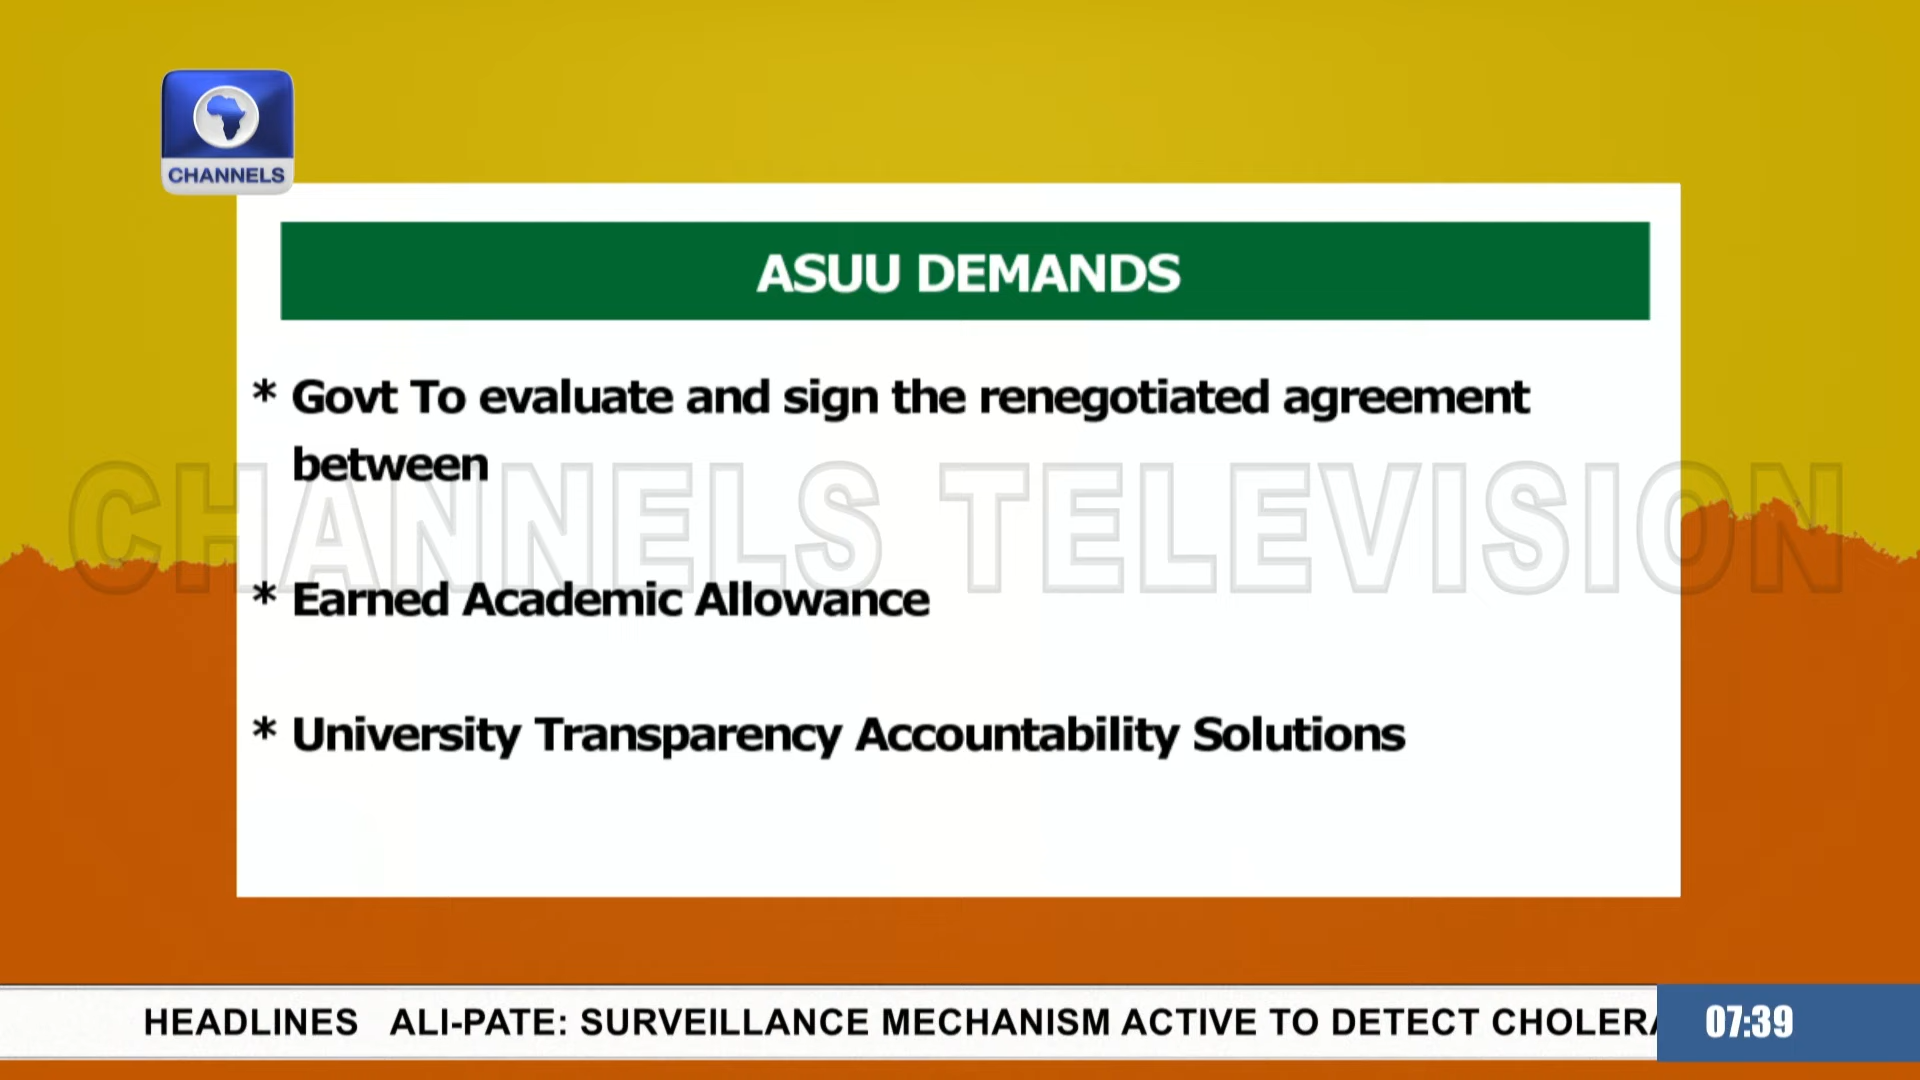 CHANNELS
ASUU DEMANDS
* Govt To evaluate and sign the renegotiated agreement
between
CHANNELS TELEVISION
* Earned Academic Allowance
* University Transparency Accountability Solutions
HEADLINES ALI-PATE: SURVEILLANCE MECHANISM ACTIVE TO DETECT CHOLERA
07:39